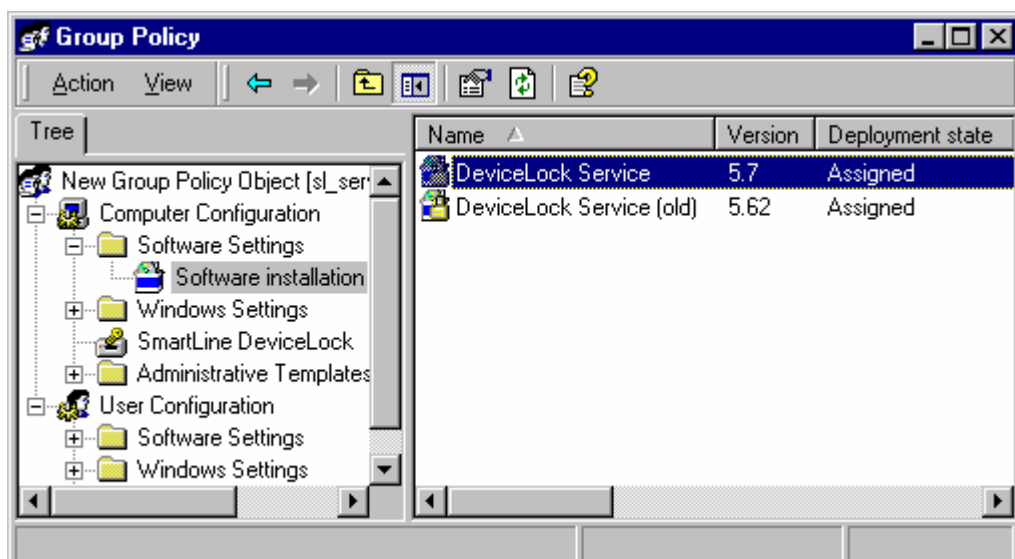 Group Policy
Action View
Tree
Name Version Deployment state
New Group Policy Object [sl_ser
DeviceLock Service 5.7 Assigned
Computer Configuration
DeviceLock Service (old) 5.62 Assigned
Software Settings
Software installation
Windows Settings
SmartLine DeviceLock
Administrative Templates
User Configuration
Software Settings
Windows Settings